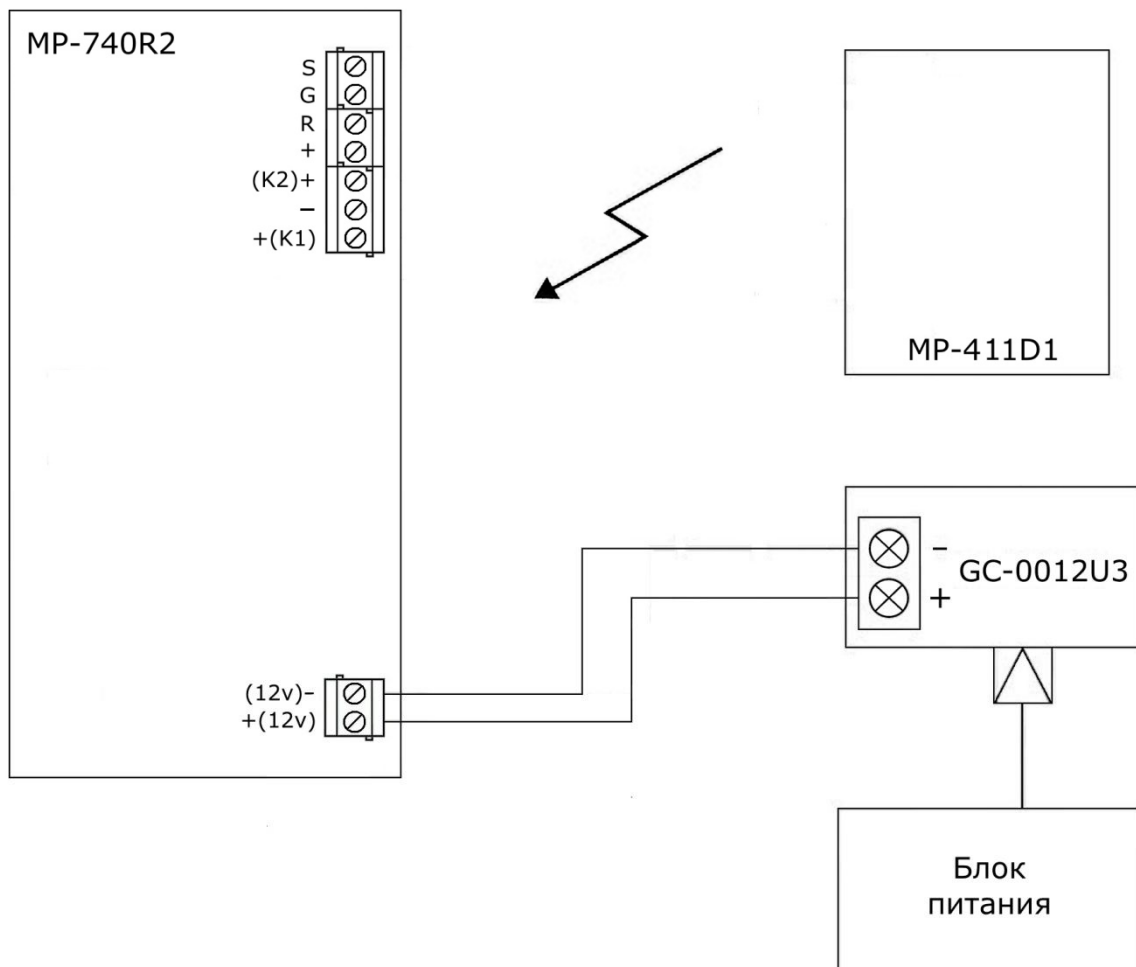 MP-740R2
S
G
R
+
(K2)+
−
+(K1)
MP-411D1
−
GC-0012U3
+
(12v)-
+(12v)
Блок
питания